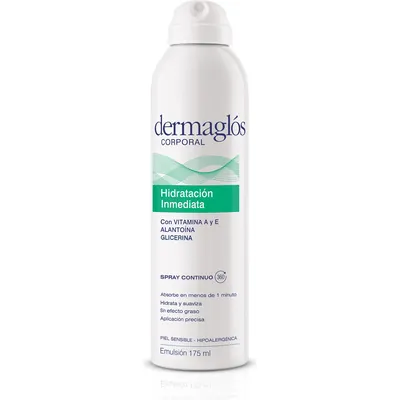 dermaglós
CORPORAL
Hidratación
Inmediata
Con VITAMINA A y E
ALANTOÍNA
GLICERINA
SPRAY CONTINUO 360°
Absorbe en menos de 1 minuto
Hidrata y suaviza
Sin efecto graso
Aplicación precisa
PIEL SENSIBLE - HIPOALERGÉNICA
Emulsión 175 ml